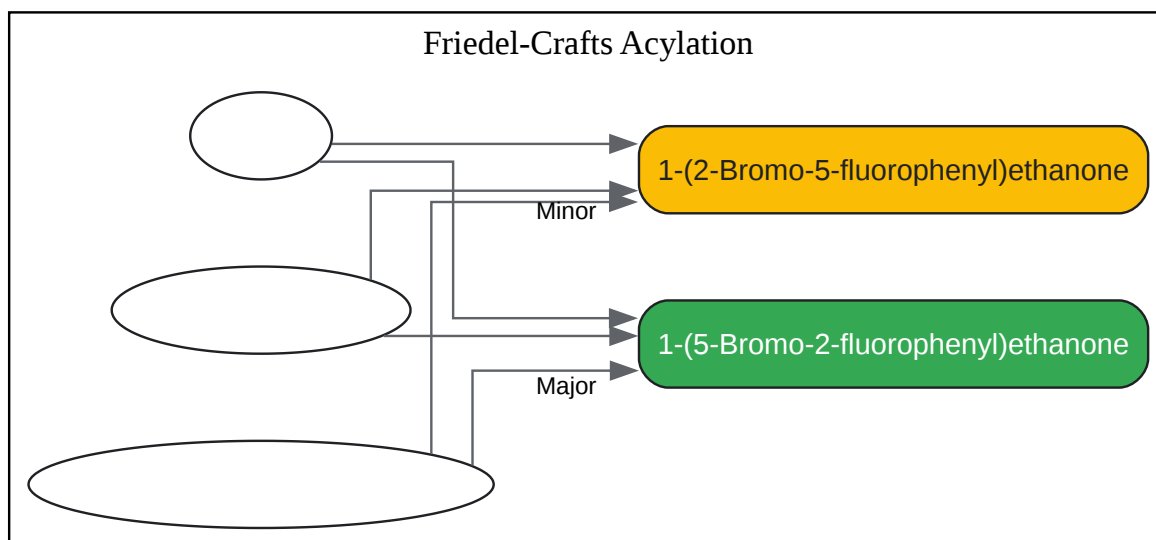 Friedel-Crafts Acylation
1-(2-Bromo-5-fluorophenyl)ethanone
Minor
1-(5-Bromo-2-fluorophenyl)ethanone
Major